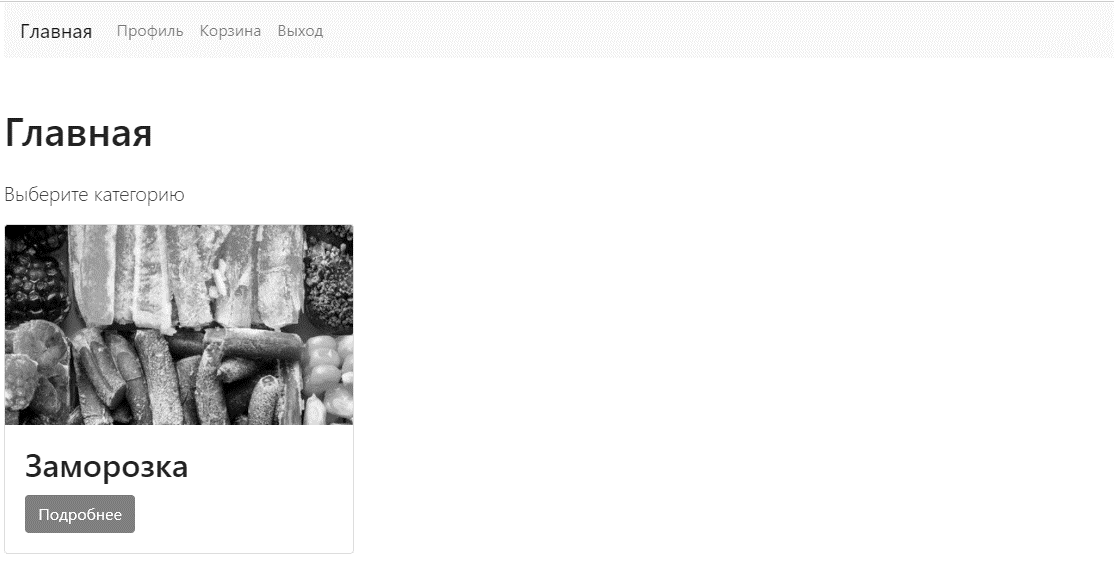 Главная Профиль Корзина Выход
Главная
Выберите категорию
Заморозка
Подробнее